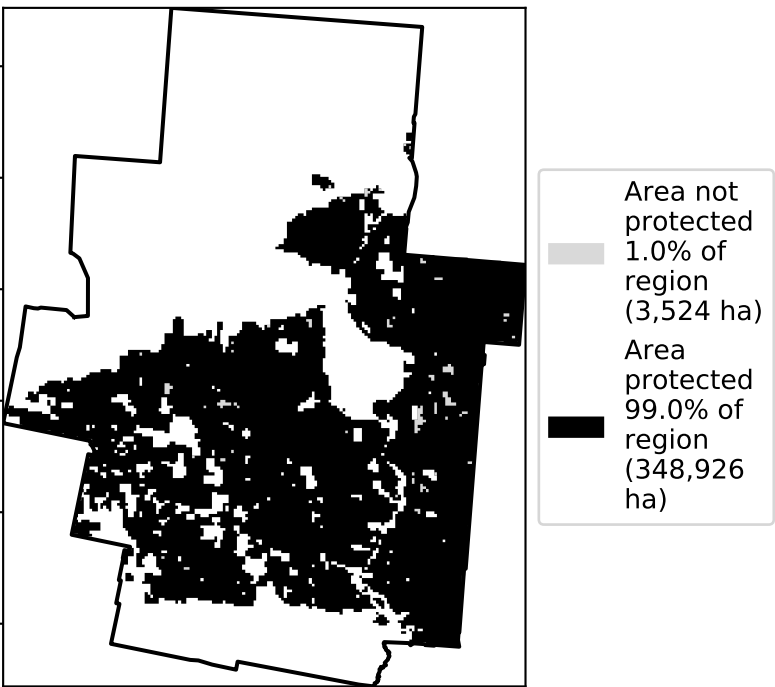 Area not
protected
1.0% of
region
(3,524 ha)
Area
protected
99.0% of
region
(348,926
ha)